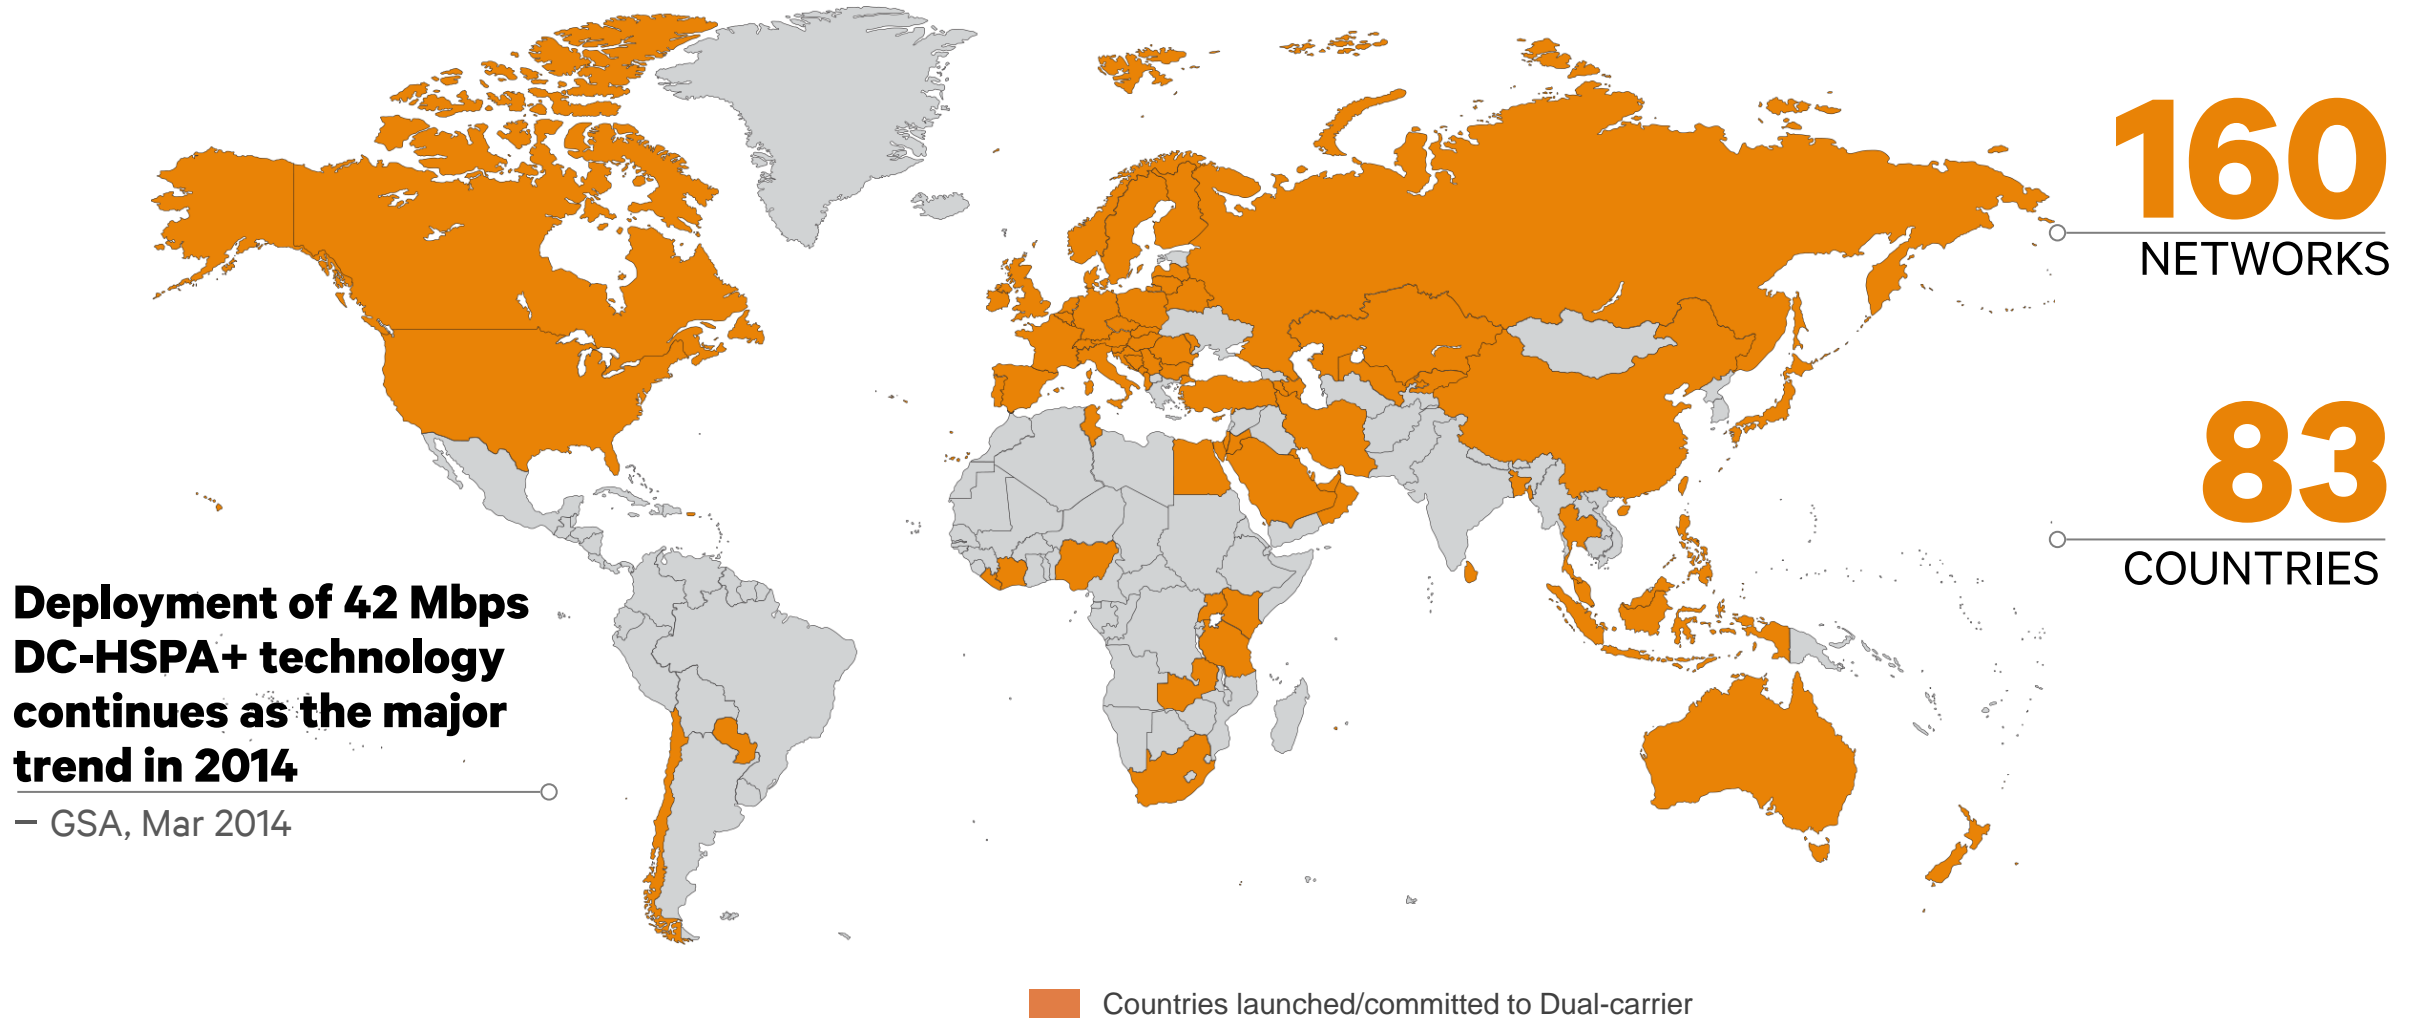 160
NETWORKS
83
COUNTRIES
Deployment of 42 Mbps
DC-HSPA+ technology
continues as the major
trend in 2014
– GSA, Mar 2014
Countries launched/committed to Dual-carrier